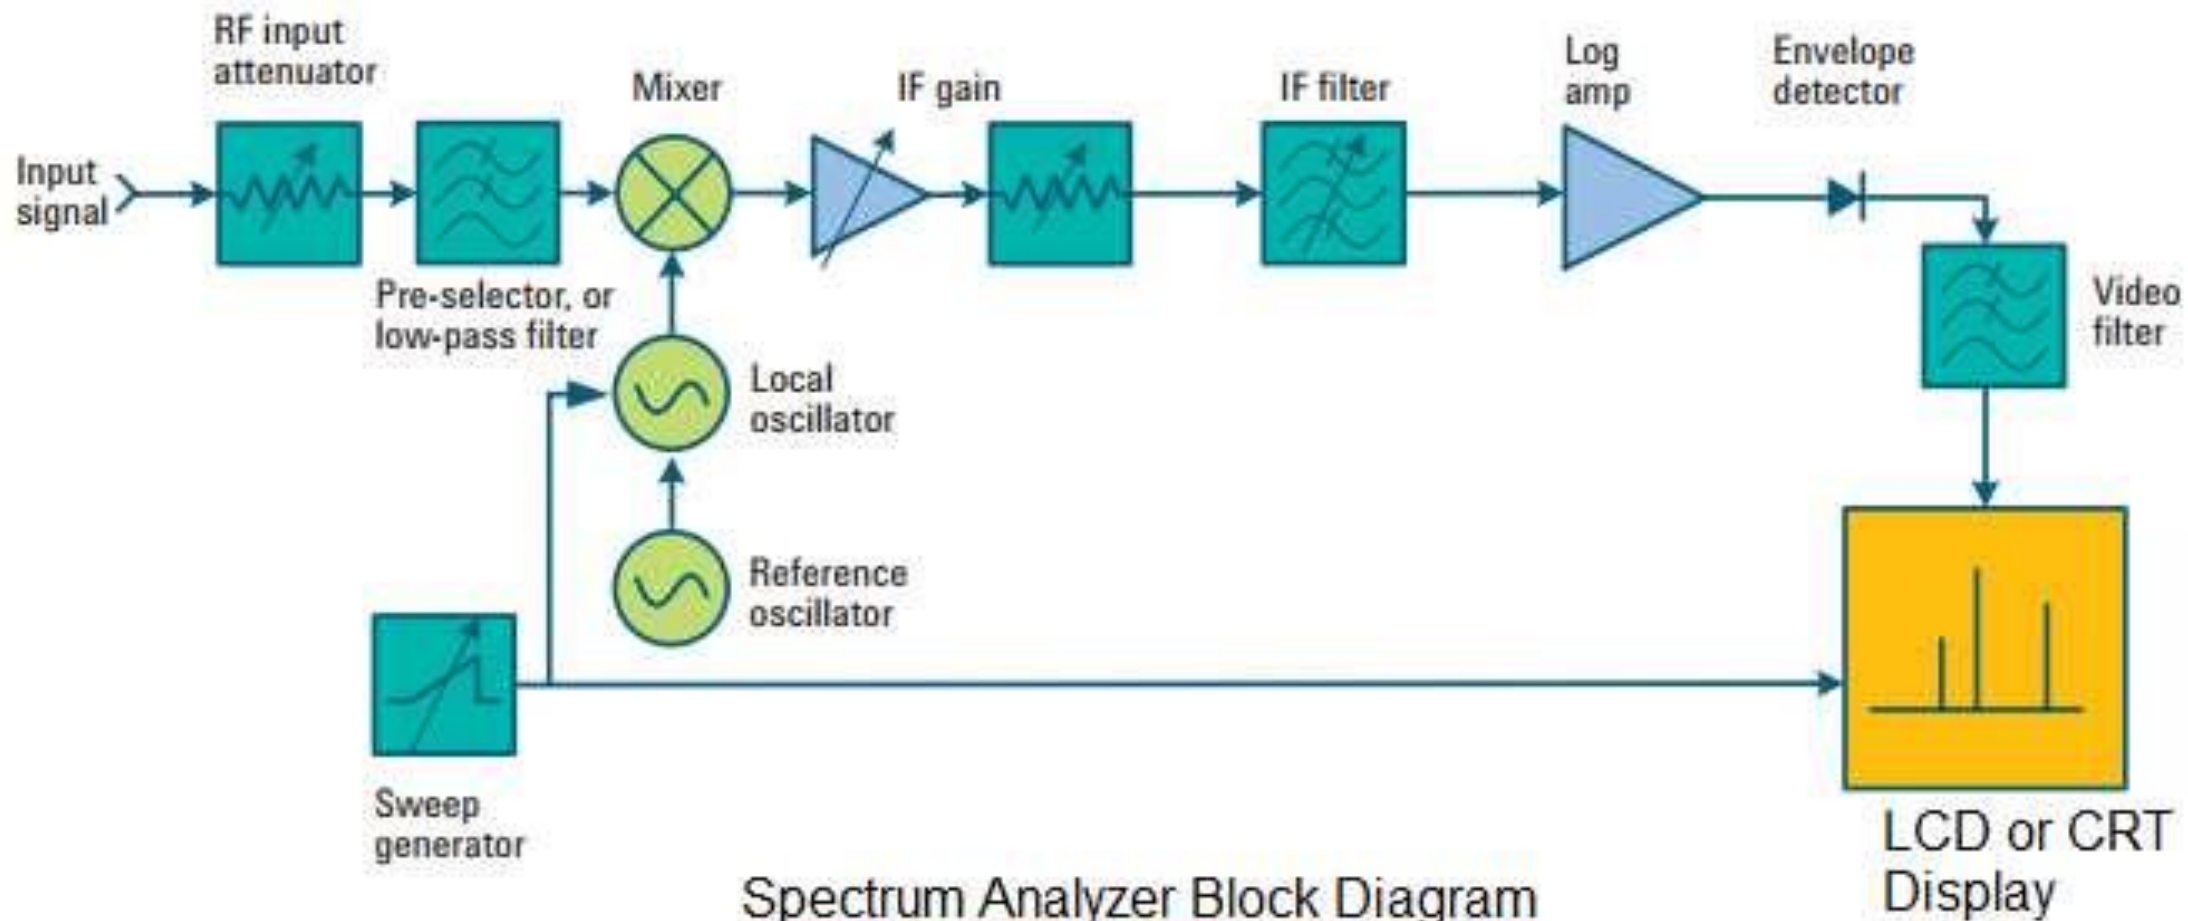 RF input
attenuator
Mixer
IF gain
IF filter
Log
amp
Envelope
detector
Input
signal
Pre-selector, or
low-pass filter
Video
filter
Local
oscillator
Reference
oscillator
Sweep
generator
LCD or CRT
Display
Spectrum Analyzer Block Diagram